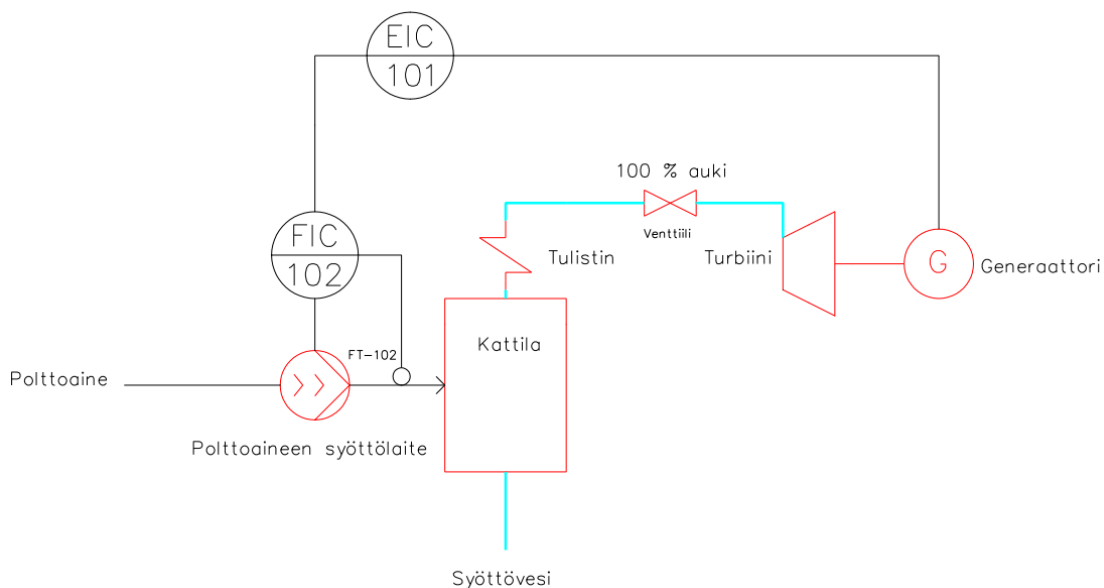 EIC
101
100 % auki
Venttiili
FIC
102
Tulistin
Turbiini
G
Generaattori
FT-102
Kattila
Polttoaine
Polttoaineen syöttölaite
Syöttövesi